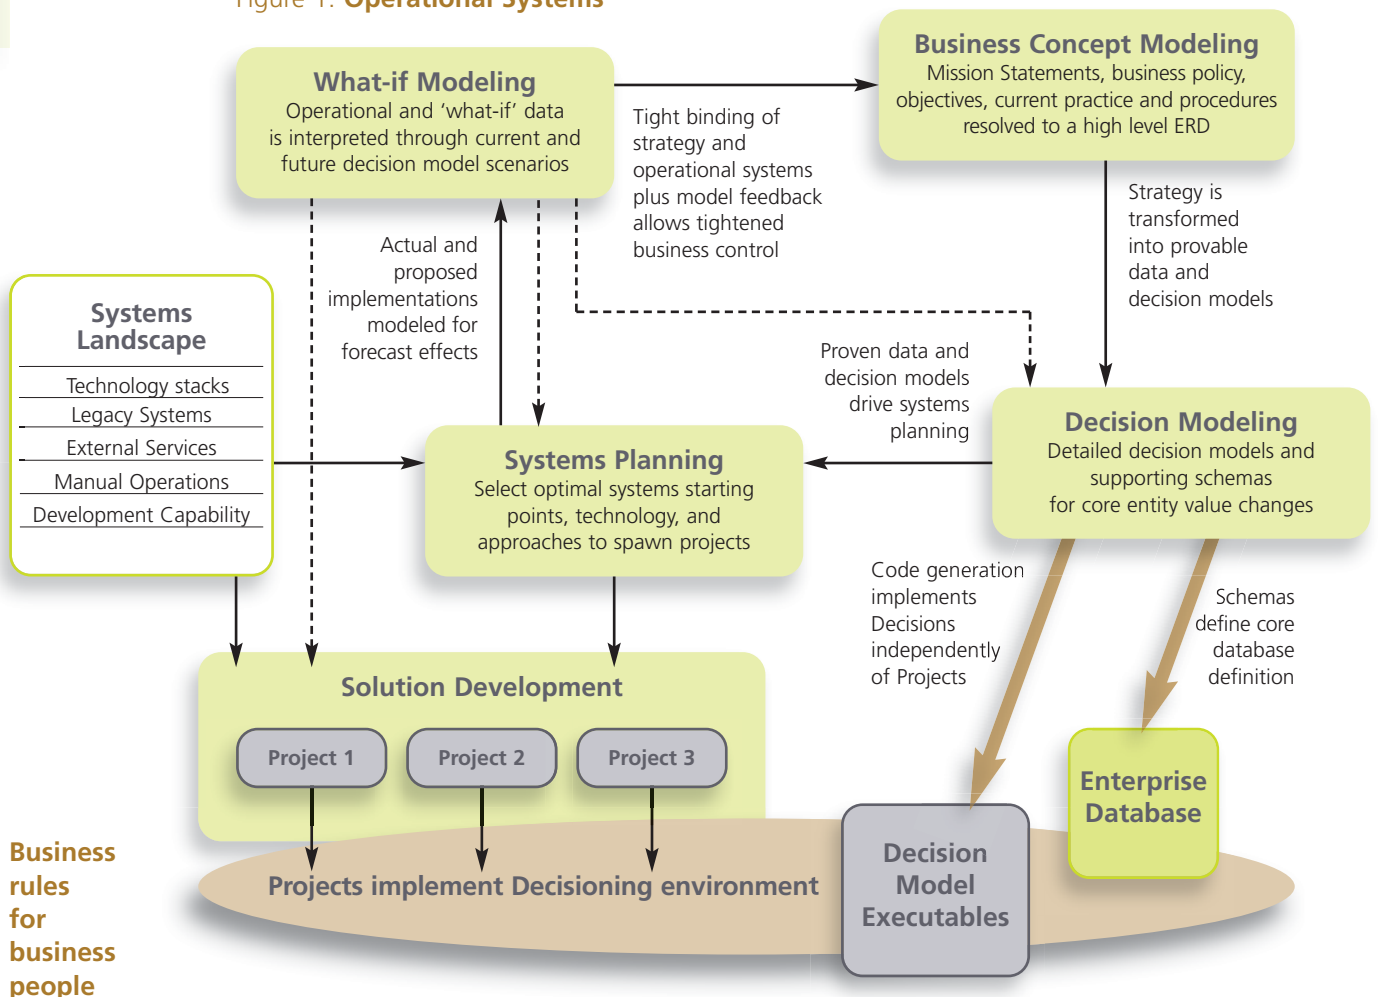 Figure 1: Operational Systems
What-if Modeling
Operational and ‘what-if’ data
is interpreted through current and
future decision model scenarios
Business Concept Modeling
Mission Statements, business policy,
objectives, current practice and procedures
resolved to a high level ERD
Tight binding of
strategy and
operational systems
plus model feedback
allows tightened
business control
Strategy is
transformed
into provable
data and
decision models
Actual and
proposed
implementations
modeled for
forecast effects
Systems
Landscape
Technology stacks
Legacy Systems
External Services
Manual Operations
Development Capability
Proven data and
decision models
drive systems
planning
Decision Modeling
Detailed decision models and
supporting schemas
for core entity value changes
Systems Planning
Select optimal systems starting
points, technology, and
approaches to spawn projects
Code generation
implements
Decisions
independently
of Projects
Schemas
define core
database
definition
Solution Development
Project 1
Project 2
Project 3
Enterprise
Database
Decision
Model
Executables
Projects implement Decisioning environment
Business
rules
for
business
people